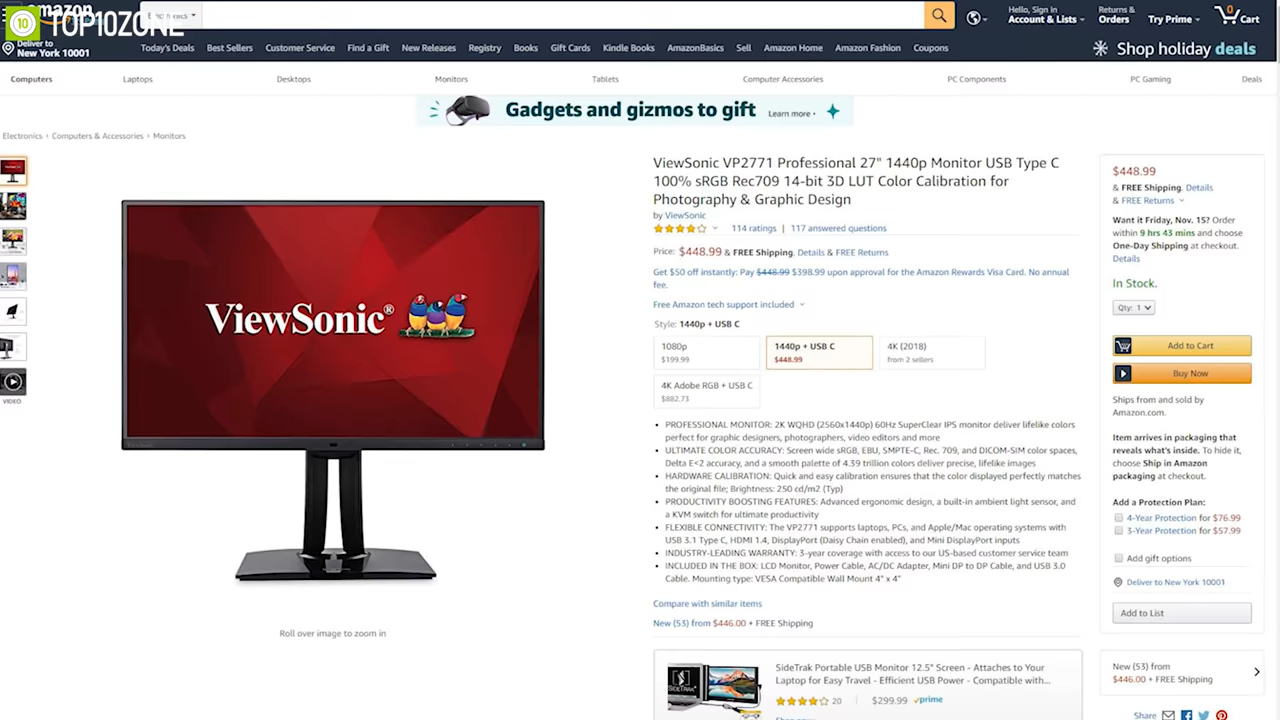 10 TOP10ZONE
amazon
Electronics
Hello, Sign in
Account & Lists
Returns &
Orders
Try Prime
0
Cart
Deliver to
New York 10001
Today's Deals Best Sellers Customer Service Find a Gift New Releases Registry Books Gift Cards Kindle Books AmazonBasics Sell Amazon Home Amazon Fashion Coupons
Shop holiday deals
Computers Laptops Desktops Monitors Tablets Computer Accessories PC Components PC Gaming Deals
Gadgets and gizmos to gift Learn more ›
Electronics › Computers & Accessories › Monitors
VIDEO
ViewSonic®
ViewSonic
Roll over image to zoom in
ViewSonic VP2771 Professional 27" 1440p Monitor USB Type C
100% sRGB Rec709 14-bit 3D LUT Color Calibration for
Photography & Graphic Design
by ViewSonic
114 ratings | 117 answered questions
Price: $448.99 & FREE Shipping. Details & FREE Returns
Get $50 off instantly: Pay $448.99 $398.99 upon approval for the Amazon Rewards Visa Card. No annual
fee.
Free Amazon tech support included
Style: 1440p + USB C
1080p
$199.99
1440p + USB C
$448.99
4K (2018)
from 2 sellers
4K Adobe RGB + USB C
$882.73
• PROFESSIONAL MONITOR: 2K WQHD (2560x1440p) 60Hz SuperClear IPS monitor deliver lifelike colors
perfect for graphic designers, photographers, video editors and more
• ULTIMATE COLOR ACCURACY: Screen wide sRGB, EBU, SMPTE-C, Rec. 709, and DICOM-SIM color spaces,
Delta E<2 accuracy, and a smooth palette of 4.39 trillion colors deliver precise, lifelike images
• HARDWARE CALIBRATION: Quick and easy calibration ensures that the color displayed perfectly matches
the original file; Brightness: 250 cd/m2 (Typ)
• PRODUCTIVITY BOOSTING FEATURES: Advanced ergonomic design, a built-in ambient light sensor, and
a KVM switch for ultimate productivity
• FLEXIBLE CONNECTIVITY: The VP2771 supports laptops, PCs, and Apple/Mac operating systems with
USB 3.1 Type C, HDMI 1.4, DisplayPort (Daisy Chain enabled), and Mini DisplayPort inputs
• INDUSTRY-LEADING WARRANTY: 3-year coverage with access to our US-based customer service team
• INCLUDED IN THE BOX: LCD Monitor, Power Cable, AC/DC Adapter, Mini DP to DP Cable, and USB 3.0
Cable. Mounting type: VESA Compatible Wall Mount 4" x 4"
Compare with similar items
New (53) from $446.00 + FREE Shipping
SIDETRAK
SideTrak Portable USB Monitor 12.5" Screen - Attaches to Your
Laptop for Easy Travel - Efficient USB Power - Compatible with...
20 | $299.99 prime
Shop now
$448.99
& FREE Shipping. Details
& FREE Returns
Want it Friday, Nov. 15? Order
within 9 hrs 43 mins and choose
One-Day Shipping at checkout.
Details
In Stock.
Qty: 1
Add to Cart
Buy Now
Ships from and sold by
Amazon.com.
Item arrives in packaging that
reveals what's inside. To hide it,
choose Ship in Amazon
packaging at checkout.
Add a Protection Plan:
4-Year Protection for $76.99
3-Year Protection for $57.99
Add gift options
Deliver to New York 10001
Add to List
New (53) from
$446.00 + FREE Shipping
Share